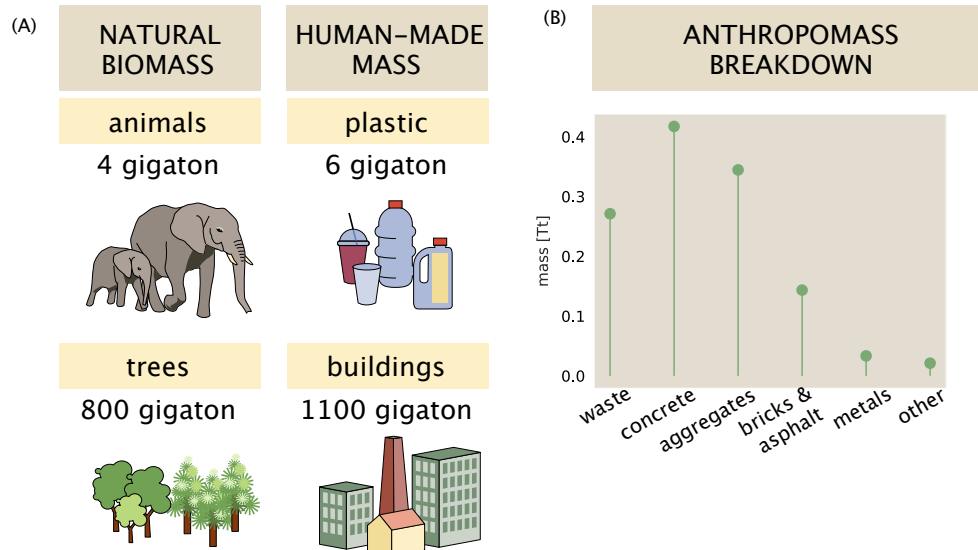 (A)
NATURAL
BIOMASS
HUMAN-MADE
MASS
animals
plastic
4 gigaton
6 gigaton
trees
buildings
800 gigaton
1100 gigaton
(B)
ANTHROPOMASS
BREAKDOWN
mass [Tt]
0.4
0.3
0.2
0.1
0.0
waste
concrete
aggregates
bricks &
asphalt
metals
other